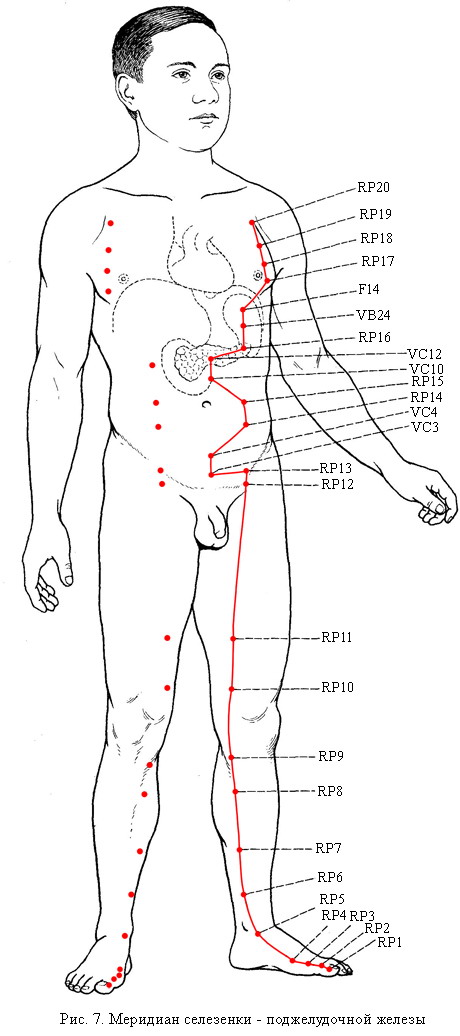 RP20
RP19
RP18
RP17
F14
VB24
RP16
VC12
VC10
RP15
RP14
VC4
VC3
RP13
RP12
RP11
RP10
RP9
RP8
RP7
RP6
RP5
RP4 RP3
RP2
RP1
Рис. 7. Меридиан селезенки - поджелудочной железы